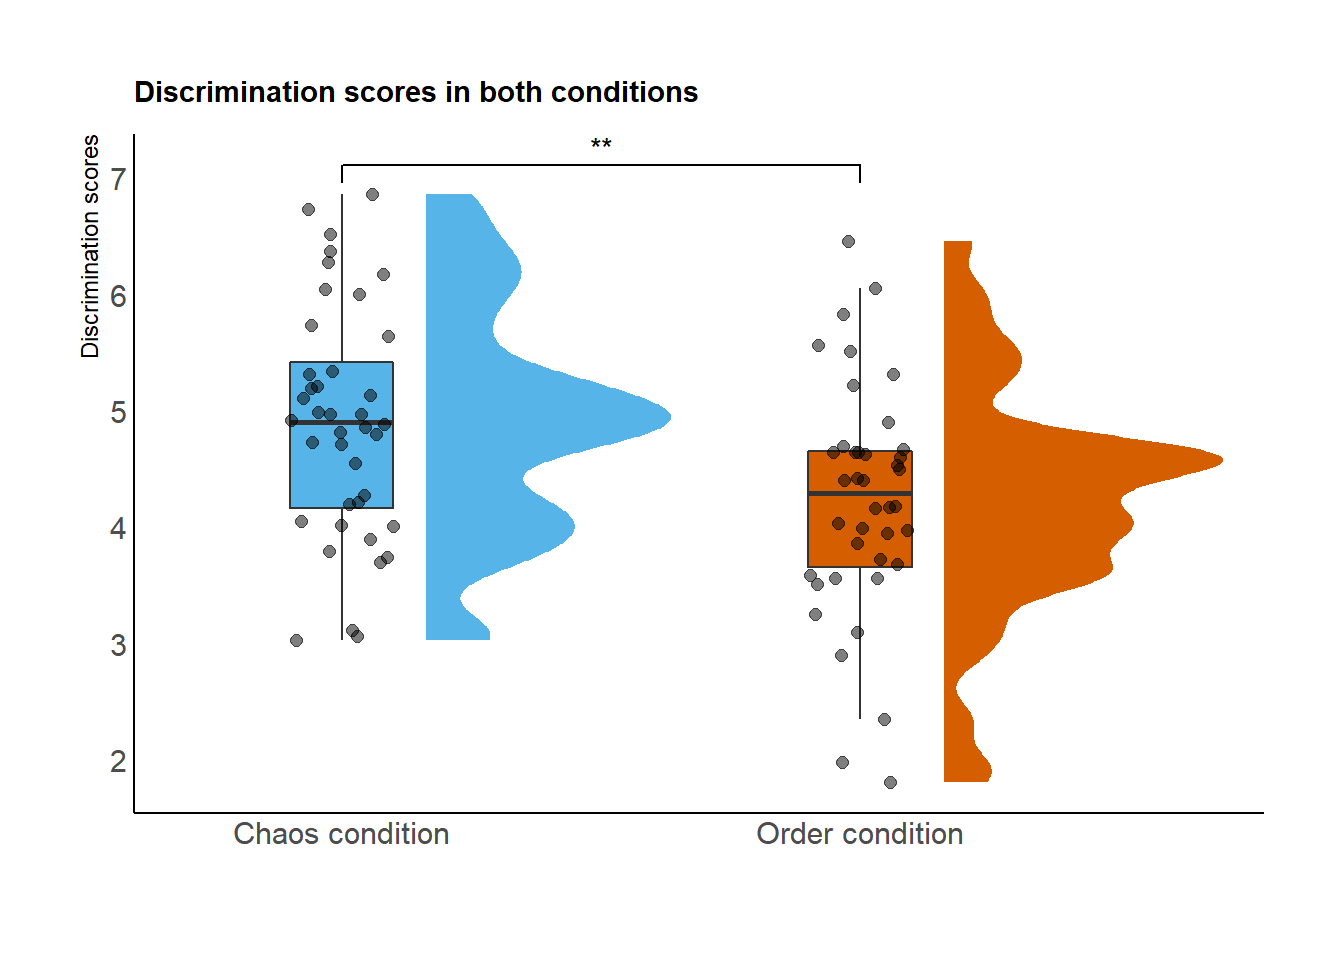 Discrimination scores in both conditions
Discrimination scores
**
7
6
5
4
3
2
Chaos condition
Order condition